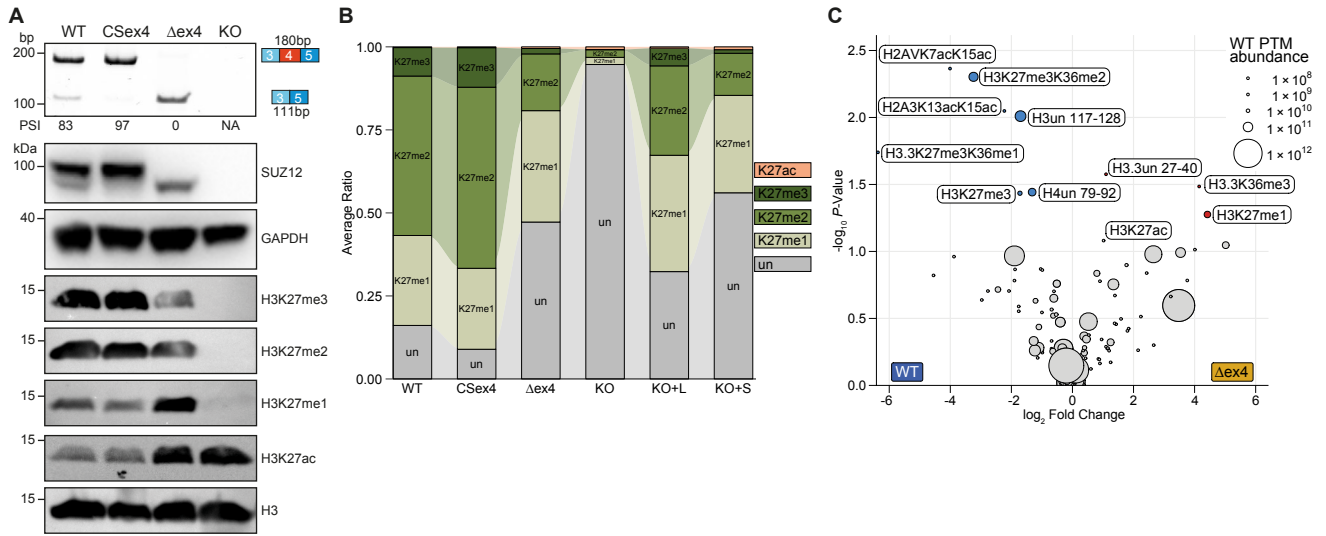 A
WT CSex4 Δex4 KO
bp
200
100
180bp
3 4 5
3 5
111bp
PSI 83 97 0 NA
kDa
100
SUZ12
40
GAPDH
15
H3K27me3
15
H3K27me2
15
H3K27me1
15
H3K27ac
15
H3
B
Average Ratio
1.00
0.75
0.50
0.25
0.00
K27me3
K27me2
K27me1
un
K27me3
K27me2
K27me1
un
K27me2
K27me1
un
K27me2
K27me1
un
K27me3
K27me2
K27me1
un
K27me2
K27me1
un
WT CSex4 Δex4 KO KO+L KO+S
K27ac
K27me3
K27me2
K27me1
un
C
-log10 P-Value
2.5
2.0
1.5
1.0
0.5
0.0
H2AVK7acK15ac
H3K27me3K36me2
H2A3K13acK15ac
H3un 117-128
H3.3K27me3K36me1
H3.3un 27-40
H3.3K36me3
H3K27me3
H4un 79-92
H3K27me1
H3K27ac
WT PTM
abundance
1 × 10^8
1 × 10^9
1 × 10^10
1 × 10^11
1 × 10^12
WT
Δex4
-6 -4 -2 0 2 4 6
log2 Fold Change